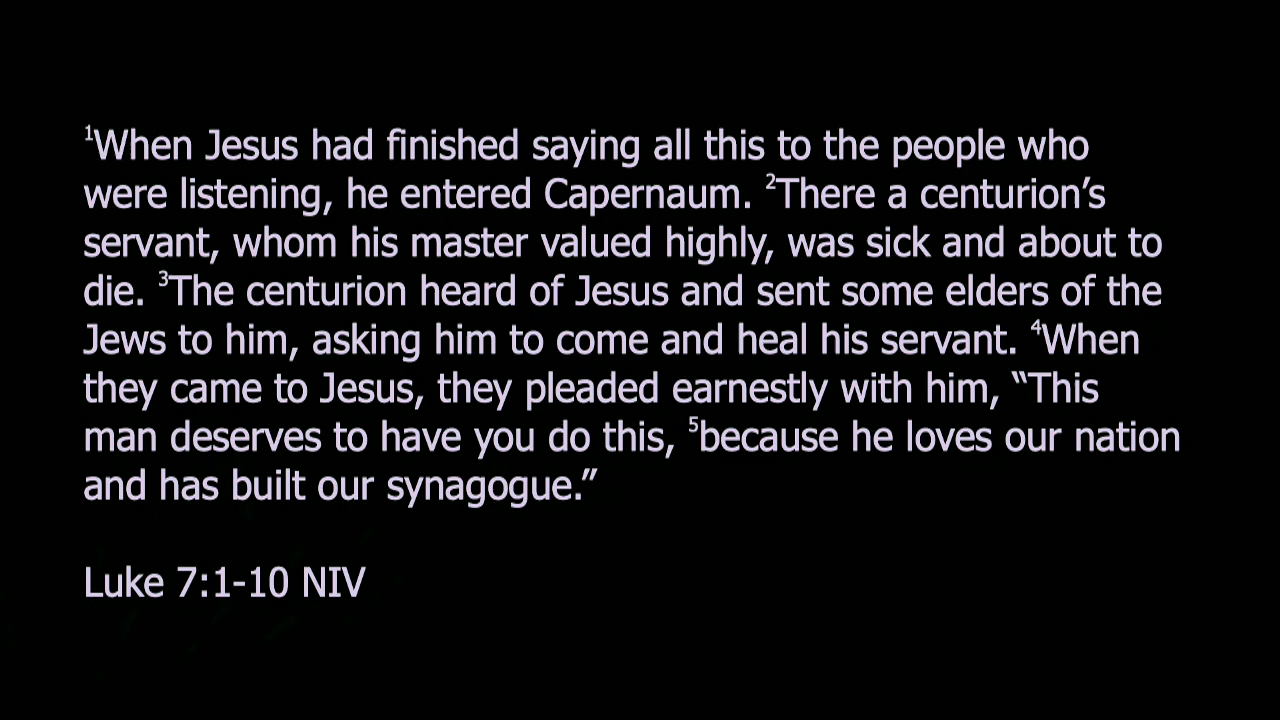 ¹When Jesus had finished saying all this to the people who
were listening, he entered Capernaum. ²There a centurion’s
servant, whom his master valued highly, was sick and about to
die. ³The centurion heard of Jesus and sent some elders of the
Jews to him, asking him to come and heal his servant. ⁴When
they came to Jesus, they pleaded earnestly with him, “This
man deserves to have you do this, ⁵because he loves our nation
and has built our synagogue.”
Luke 7:1-10 NIV